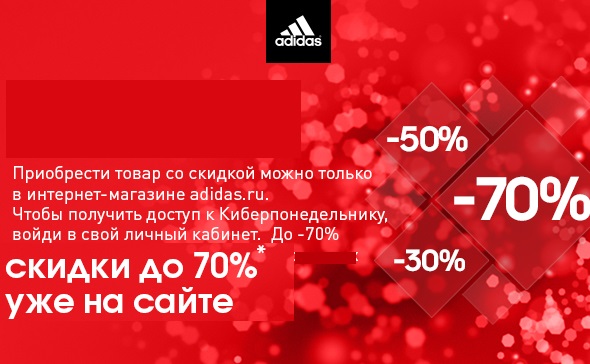 adidas
Приобрести товар со скидкой можно только
в интернет-магазине adidas.ru.
Чтобы получить доступ к Киберпонедельнику,
войди в свой личный кабинет. До -70%
скидки до 70%*
уже на сайте
-50%
-70%
-30%